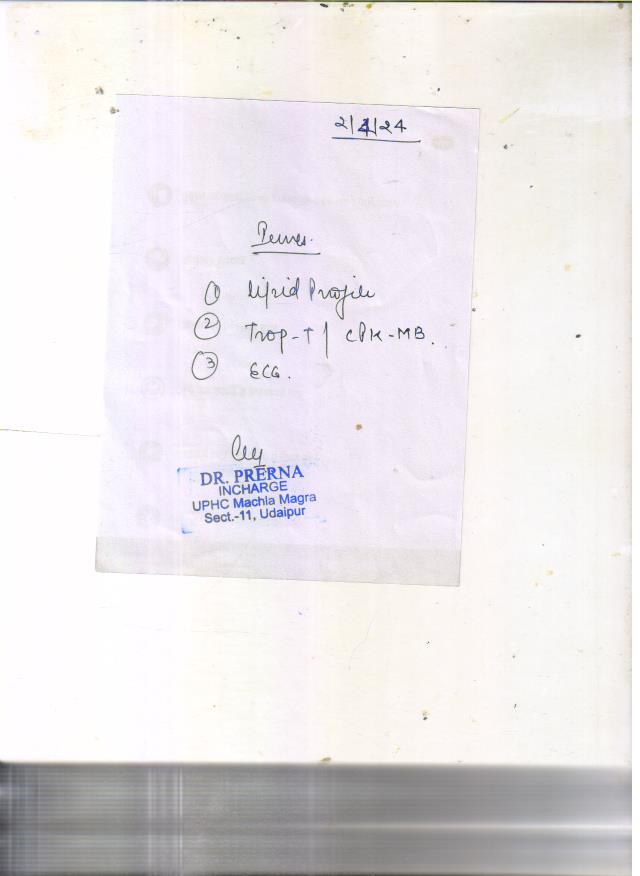 2/4/24
① Lipid Profile
② Trop-T / CPK-MB.
③ ECG.
DR. PRERNA
INCHARGE
UPHC Machla Magra
Sect.-11, Udaipur